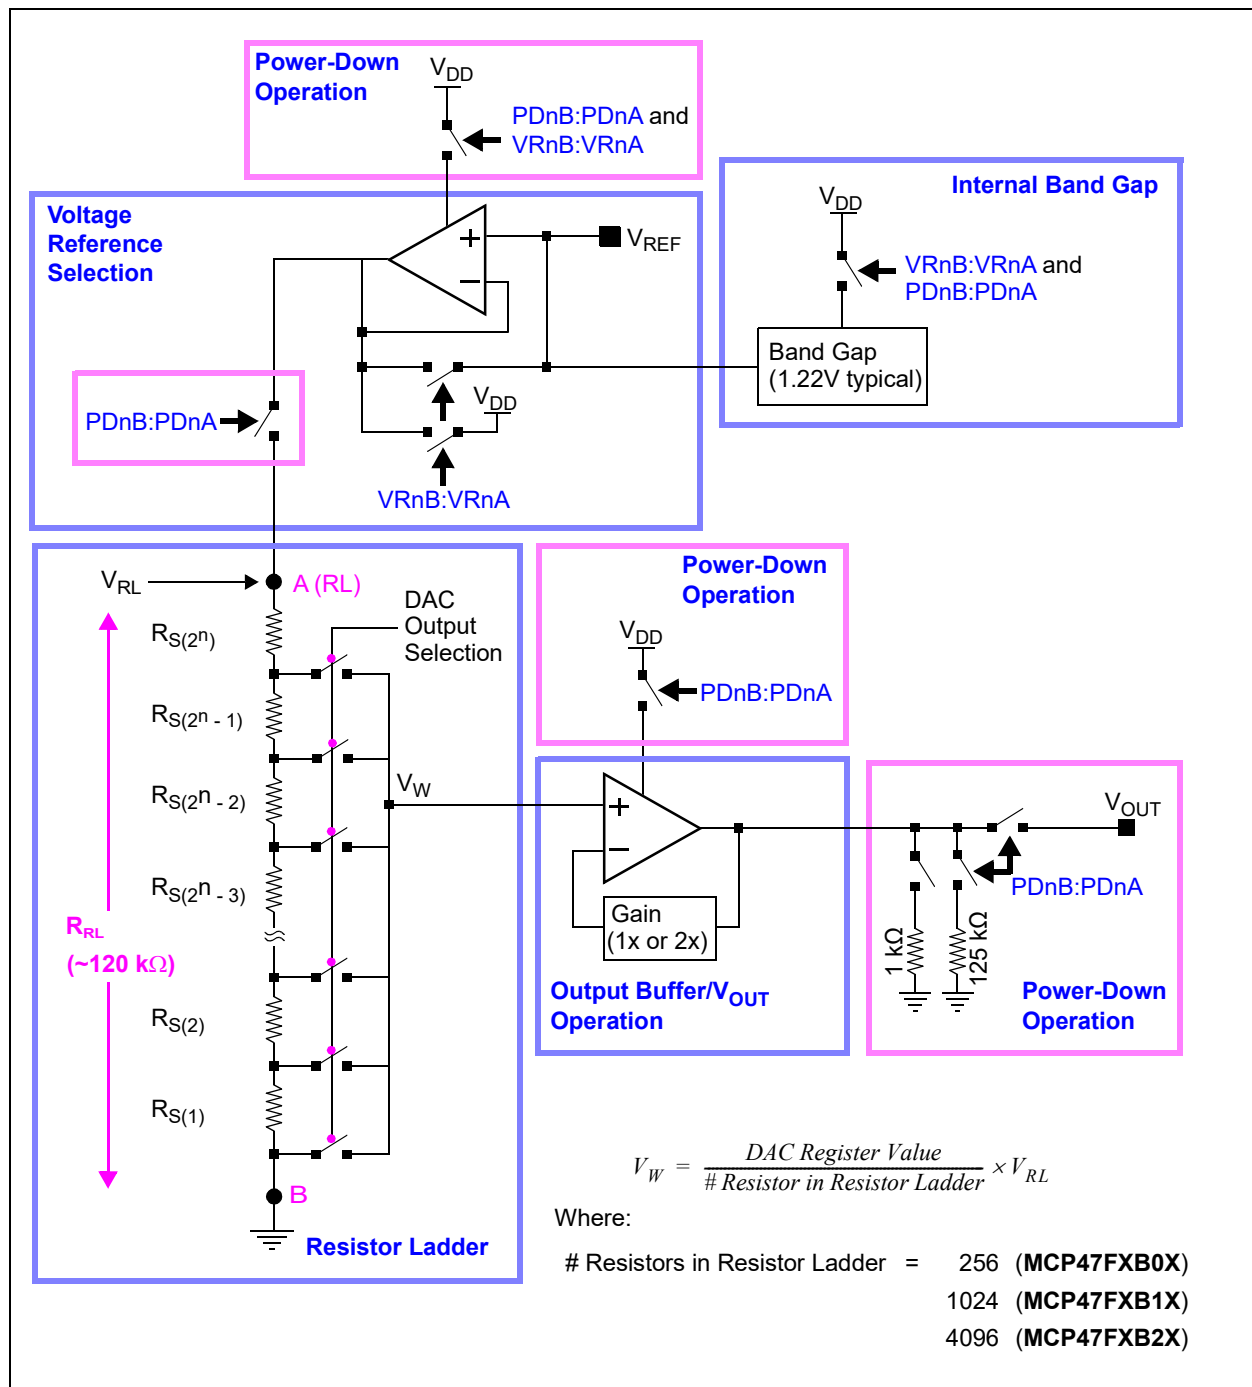 Power-Down
Operation
VDD
PDnB:PDnA and
VRnB:VRnA
Internal Band Gap
VDD
VRnB:VRnA and
PDnB:PDnA
Band Gap
(1.22V typical)
Voltage
Reference
Selection
+
−
VREF
VDD
PDnB:PDnA
VRnB:VRnA
VRL
A (RL)
DAC
Output
Selection
RS(2ⁿ)
RS(2ⁿ - 1)
RS(2ⁿ - 2)
RS(2ⁿ - 3)
RRL
(~120 kΩ)
RS(2)
RS(1)
VW
B
Resistor Ladder
Power-Down
Operation
VDD
PDnB:PDnA
+
−
Gain
(1x or 2x)
Output Buffer/VOUT
Operation
VOUT
PDnB:PDnA
1 kΩ
125 kΩ
Power-Down
Operation
VW = DAC Register Value / # Resistor in Resistor Ladder × VRL
Where:
# Resistors in Resistor Ladder = 256 (MCP47FXB0X)
1024 (MCP47FXB1X)
4096 (MCP47FXB2X)